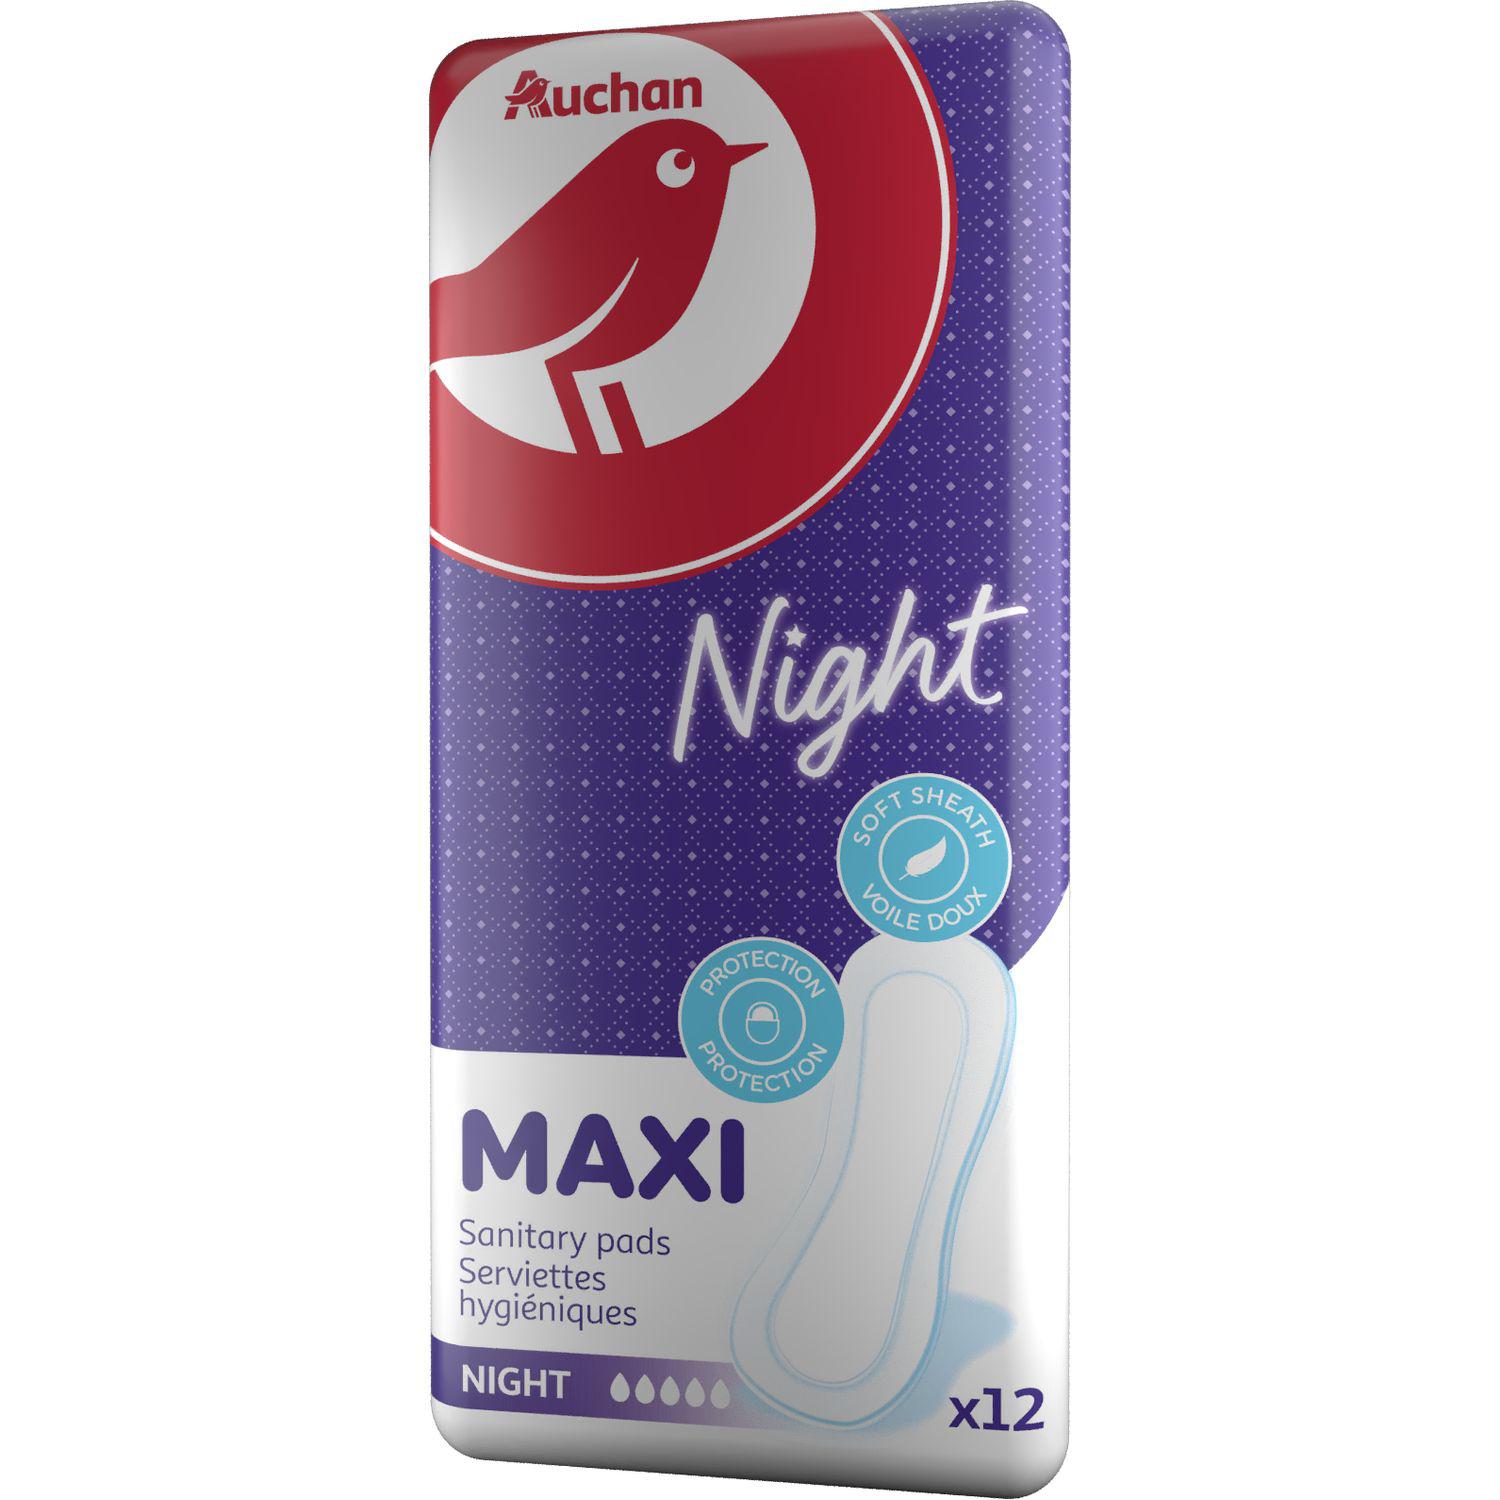 Auchan
Night
SOFT SHEATH
VOILE DOUX
PROTECTION
PROTECTION
MAXI
Sanitary pads
Serviettes
hygiéniques
NIGHT
x12